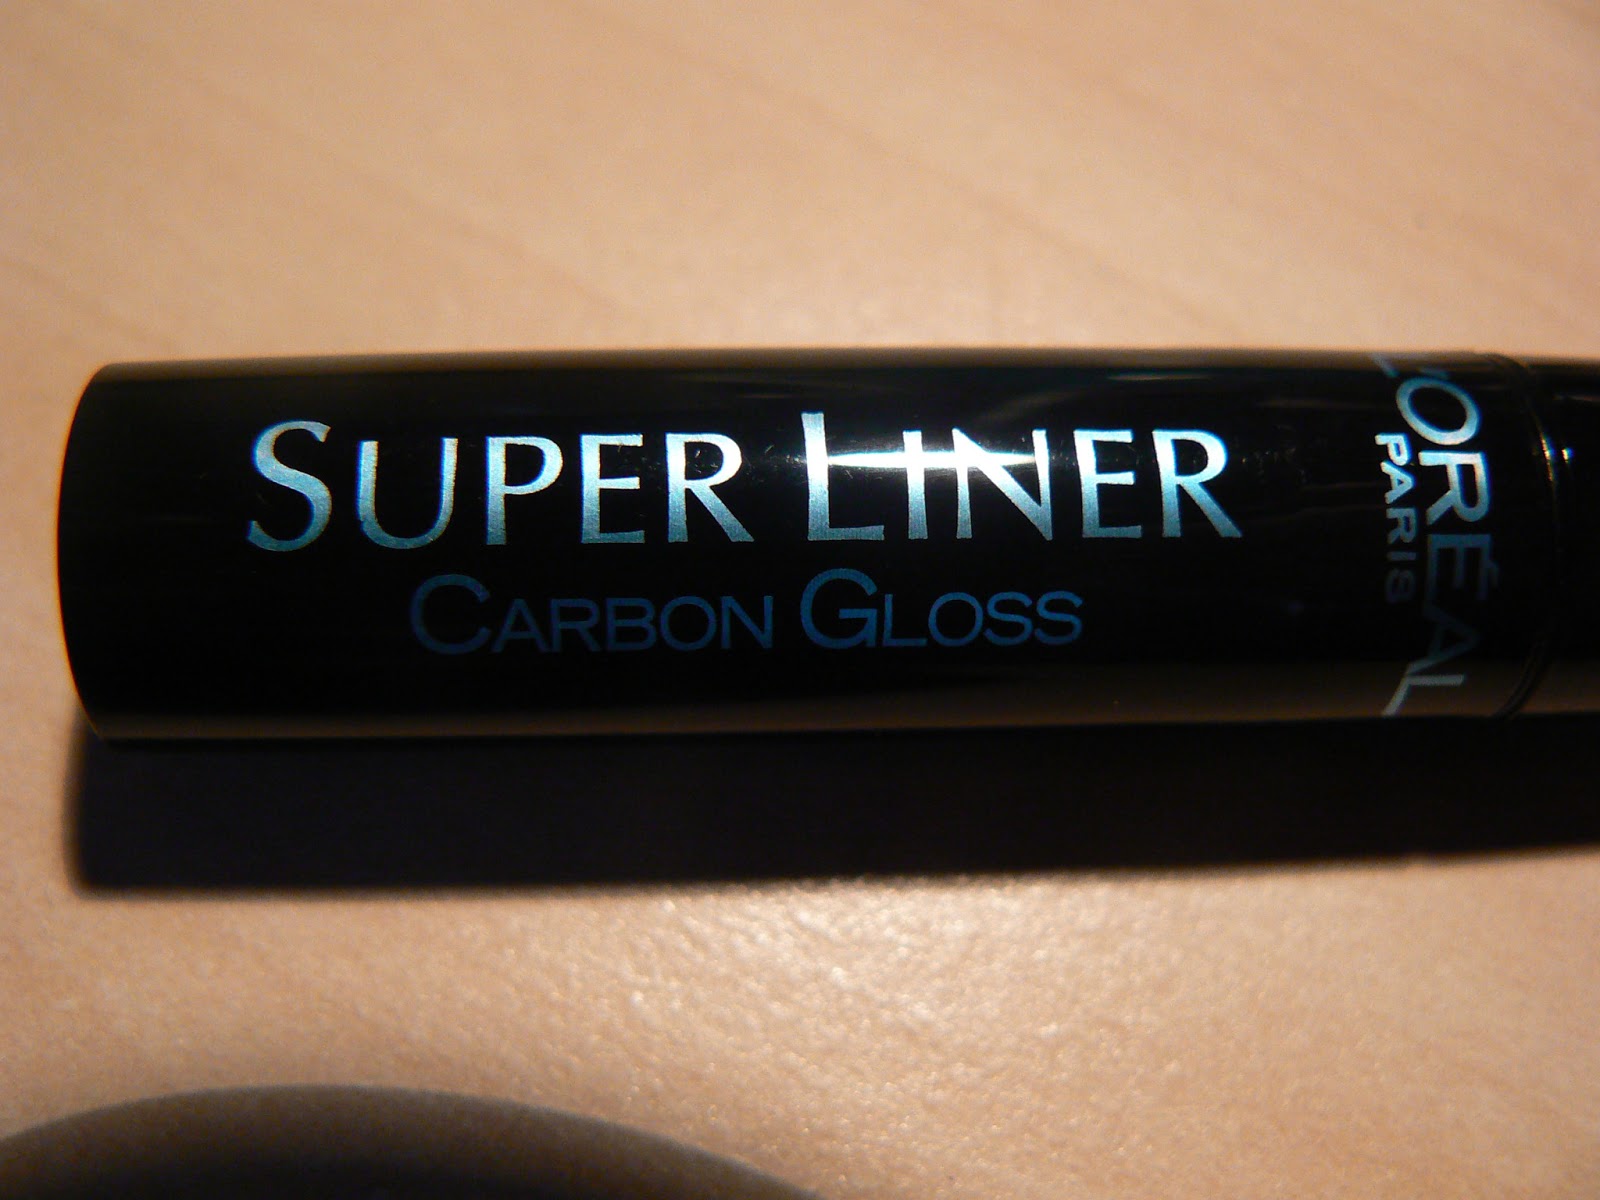 SUPER LINER
CARBON GLOSS
L'ORÉAL
PARIS